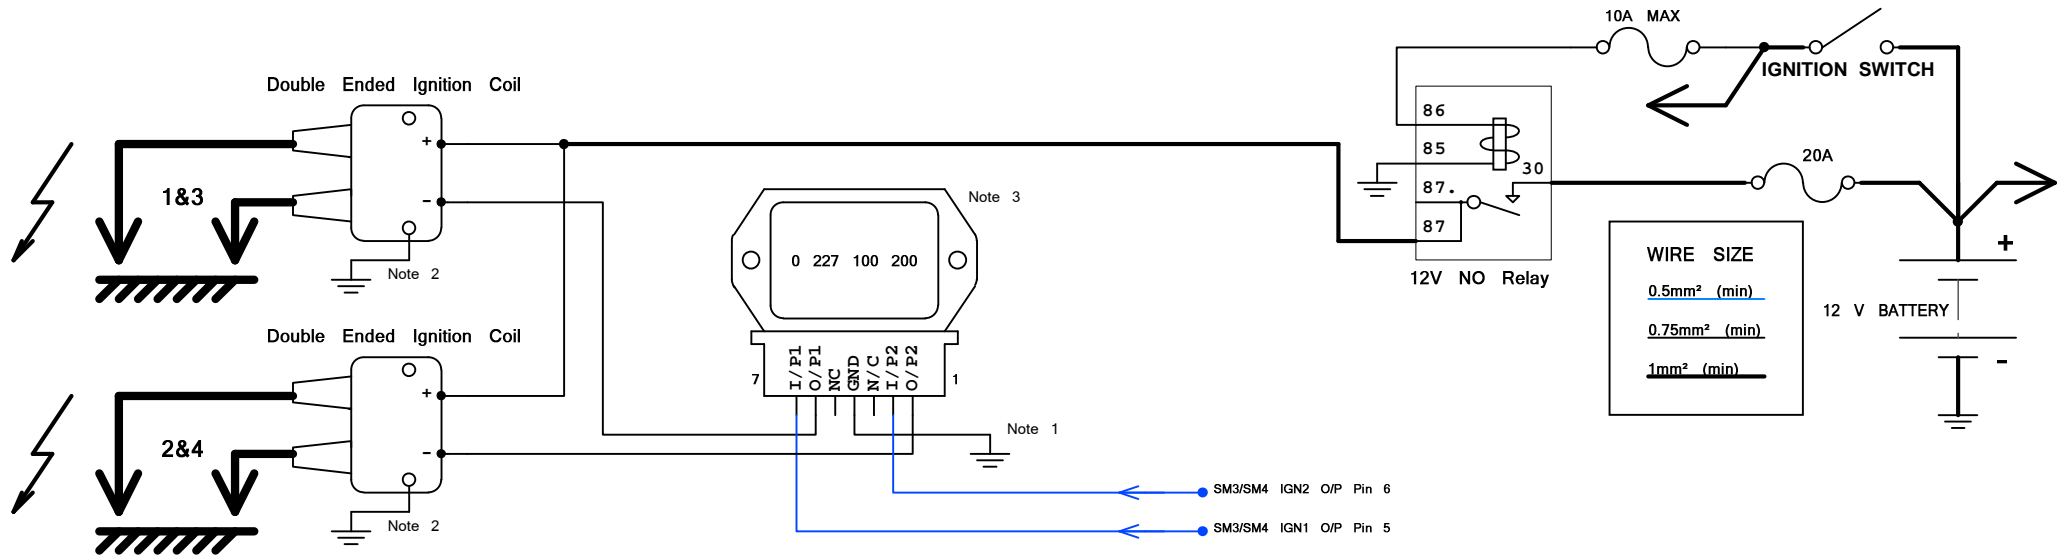 10A MAX
IGNITION SWITCH
Double Ended Ignition Coil
+
-
1&3
Note 2
86
85
30
87.
87
12V NO Relay
20A
Note 3
0 227 100 200
I/P1
O/P1
NC
GND
N/C
I/P2
O/P2
7
1
Note 1
WIRE SIZE
0.5mm² (min)
0.75mm² (min)
1mm² (min)
+
12 V BATTERY
-
Double Ended Ignition Coil
+
-
2&4
Note 2
SM3/SM4 IGN2 O/P Pin 6
SM3/SM4 IGN1 O/P Pin 5